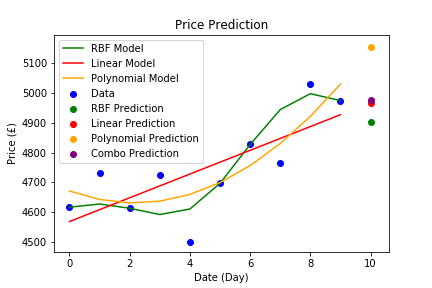 Price Prediction
RBF Model
Linear Model
Polynomial Model
Data
RBF Prediction
Linear Prediction
Polynomial Prediction
Combo Prediction
5100
5000
4900
4800
4700
4600
4500
Price (£)
0 2 4 6 8 10
Date (Day)